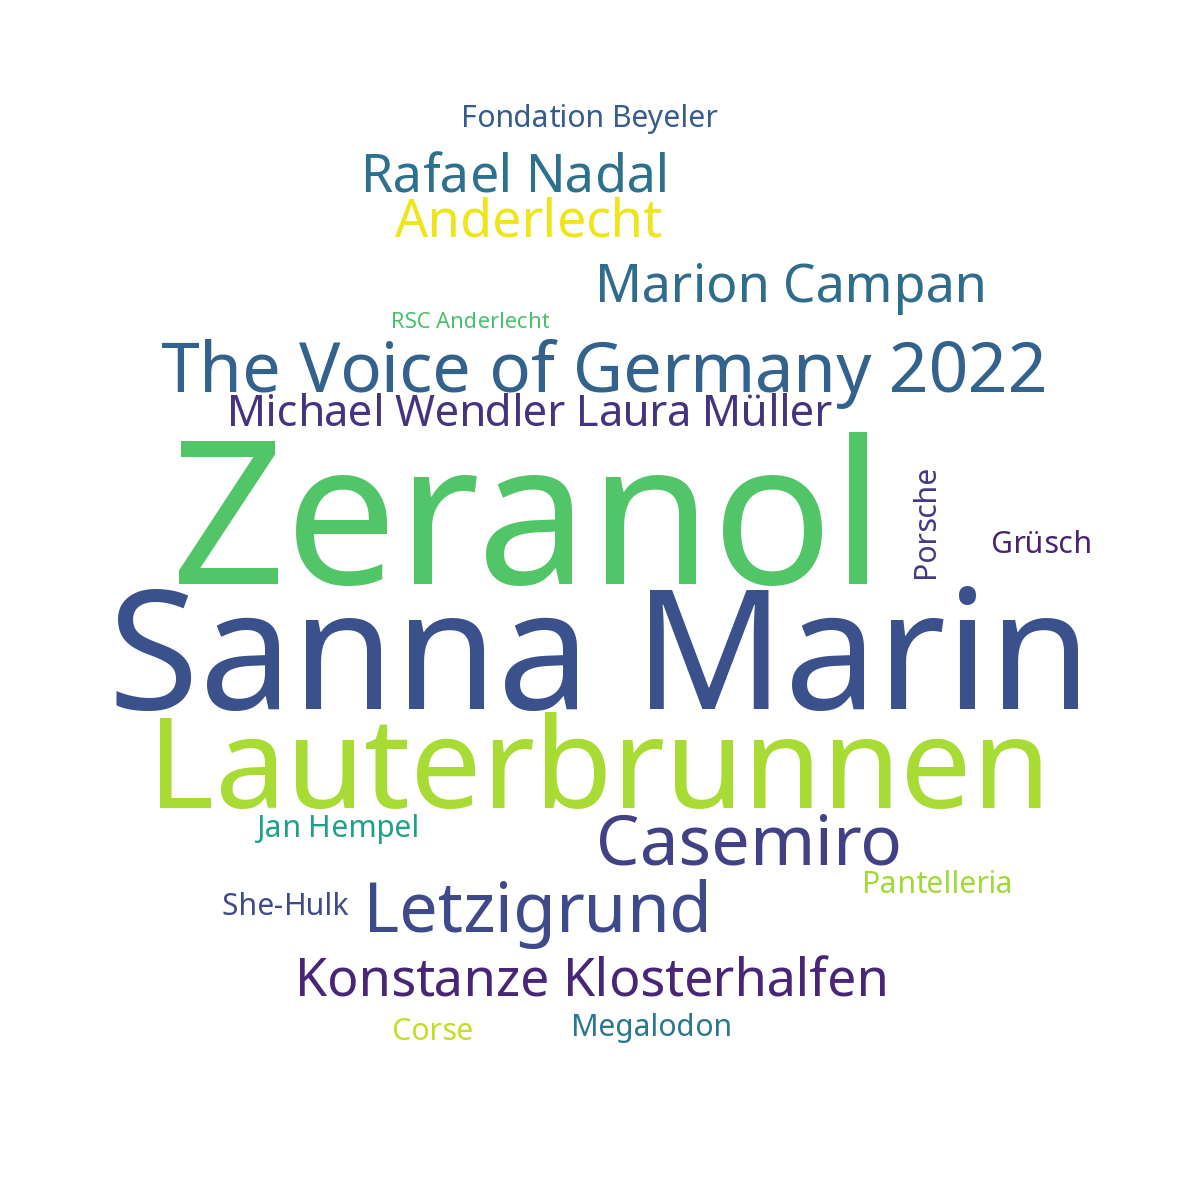 Fondation Beyeler
Rafael Nadal
Anderlecht
Marion Campan
RSC Anderlecht
The Voice of Germany 2022
Michael Wendler Laura Müller
Zeranol
Porsche
Grüsch
Sanna Marin
Lauterbrunnen
Jan Hempel
Casemiro
Pantelleria
She-Hulk
Letzigrund
Konstanze Klosterhalfen
Corse
Megalodon